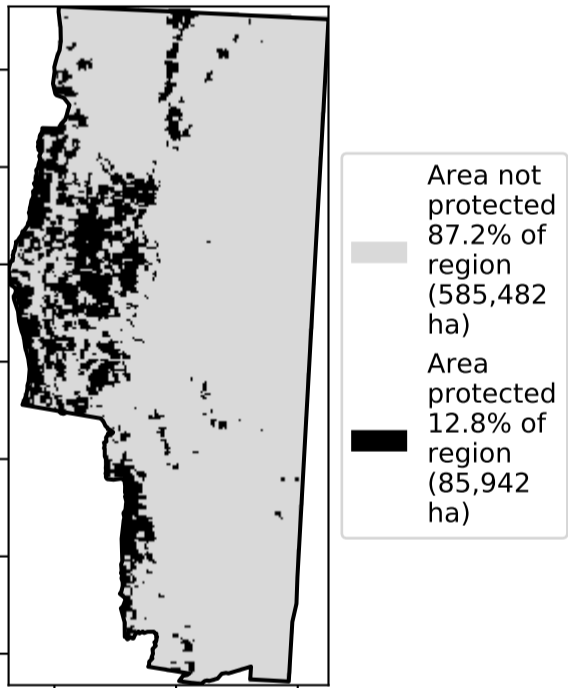 Area not
protected
87.2% of
region
(585,482
ha)
Area
protected
12.8% of
region
(85,942
ha)